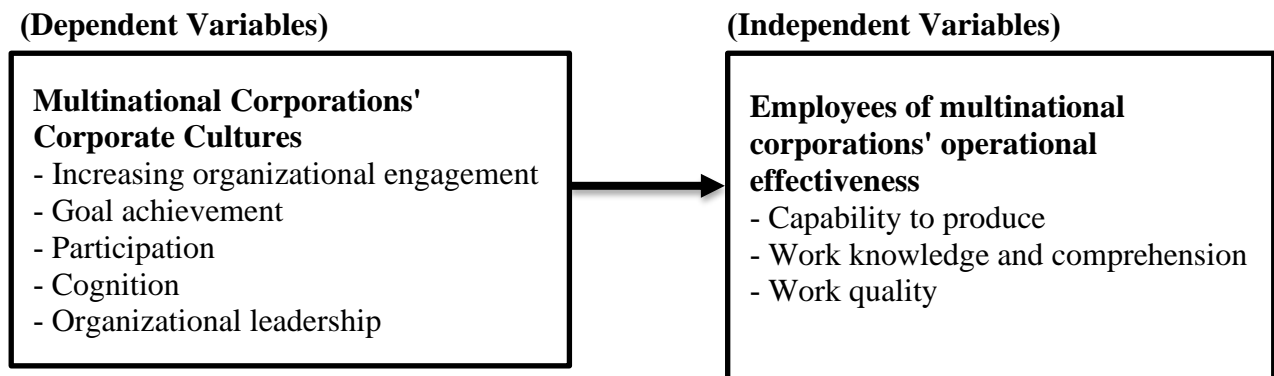 (Dependent Variables)
Multinational Corporations'
Corporate Cultures
- Increasing organizational engagement
- Goal achievement
- Participation
- Cognition
- Organizational leadership
(Independent Variables)
Employees of multinational
corporations' operational
effectiveness
- Capability to produce
- Work knowledge and comprehension
- Work quality